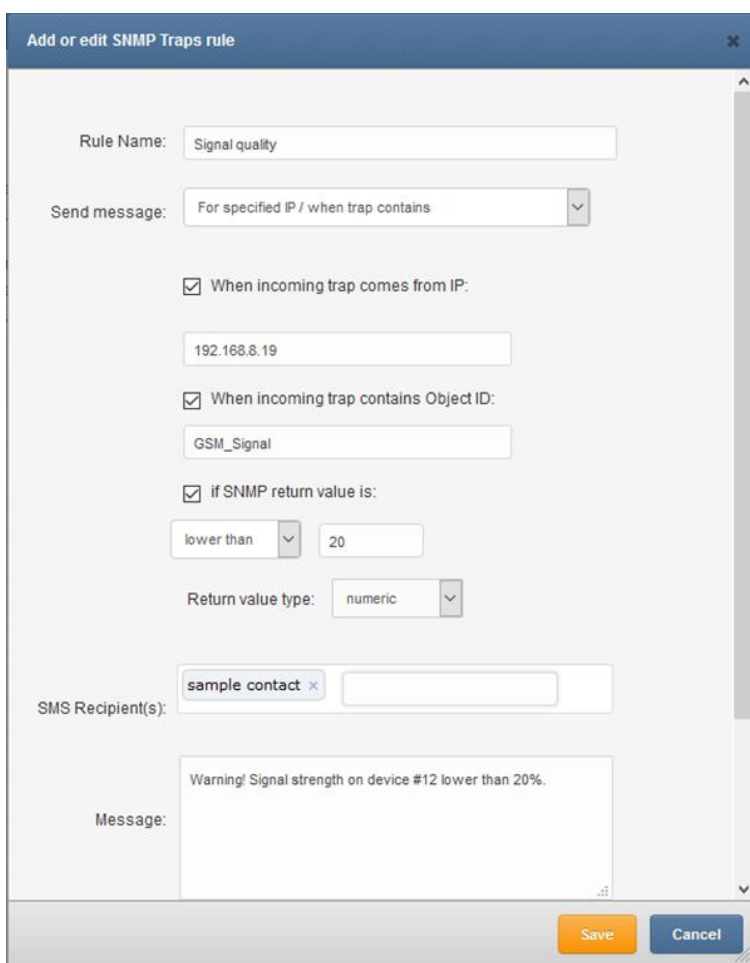 Add or edit SNMP Traps rule
Rule Name: Signal quality
Send message: For specified IP / when trap contains
When incoming trap comes from IP:
192.168.8.19
When incoming trap contains Object ID:
GSM_Signal
if SNMP return value is:
lower than 20
Return value type: numeric
SMS Recipient(s): sample contact ×
Message: Warning! Signal strength on device #12 lower than 20%.
Save Cancel